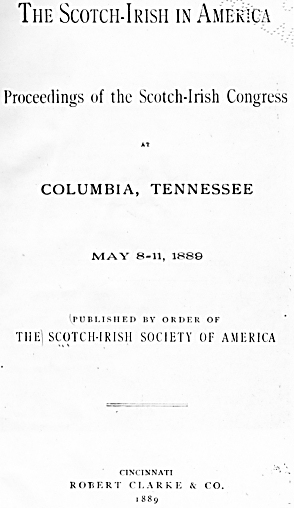 THE SCOTCH-IRISH IN AMERICA
Proceedings of the Scotch-Irish Congress
AT
COLUMBIA, TENNESSEE
MAY 8-11, 1889
PUBLISHED BY ORDER OF
THE SCOTCH-IRISH SOCIETY OF AMERICA
CINCINNATI
ROBERT CLARKE & CO.
1889